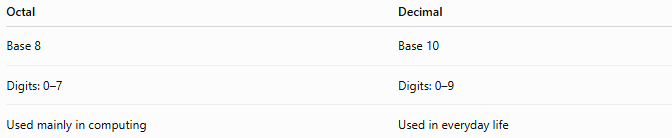 Octal Decimal
Base 8 Base 10
Digits: 0–7 Digits: 0–9
Used mainly in computing Used in everyday life